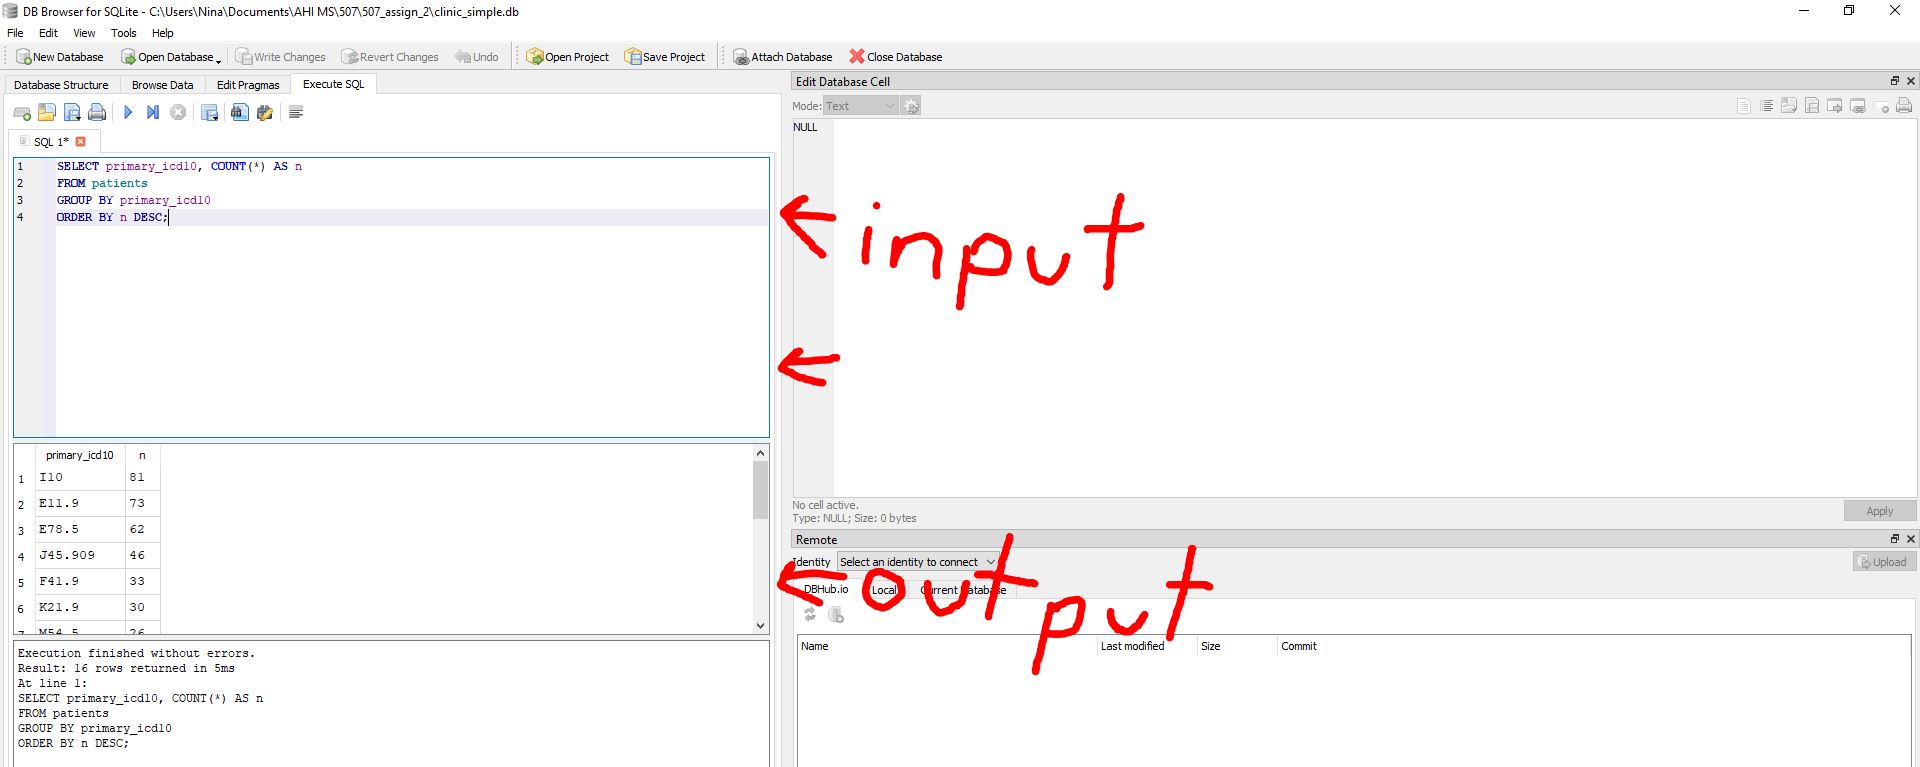 DB Browser for SQLite - C:\Users\Nina\Documents\AHI MS\507\507_assign_2\clinic_simple.db
File Edit View Tools Help
New Database Open Database Write Changes Revert Changes Undo Open Project Save Project Attach Database Close Database
Database Structure Browse Data Edit Pragmas Execute SQL
SQL 1*
1 SELECT primary_icd10, COUNT(*) AS n
2 FROM patients
3 GROUP BY primary_icd10
4 ORDER BY n DESC;
primary_icd10 n
1 I10 81
2 E11.9 73
3 E78.5 62
4 J45.909 46
5 F41.9 33
6 K21.9 30
7 M54.5 26
Execution finished without errors.
Result: 16 rows returned in 5ms
At line 1:
SELECT primary_icd10, COUNT(*) AS n
FROM patients
GROUP BY primary_icd10
ORDER BY n DESC;
Edit Database Cell
Mode: Text
NULL
input
No cell active.
Type: NULL; Size: 0 bytes
Apply
Remote
Identity Select an identity to connect Upload
DBHub.io Local Current Database
output
Name Last modified Size Commit